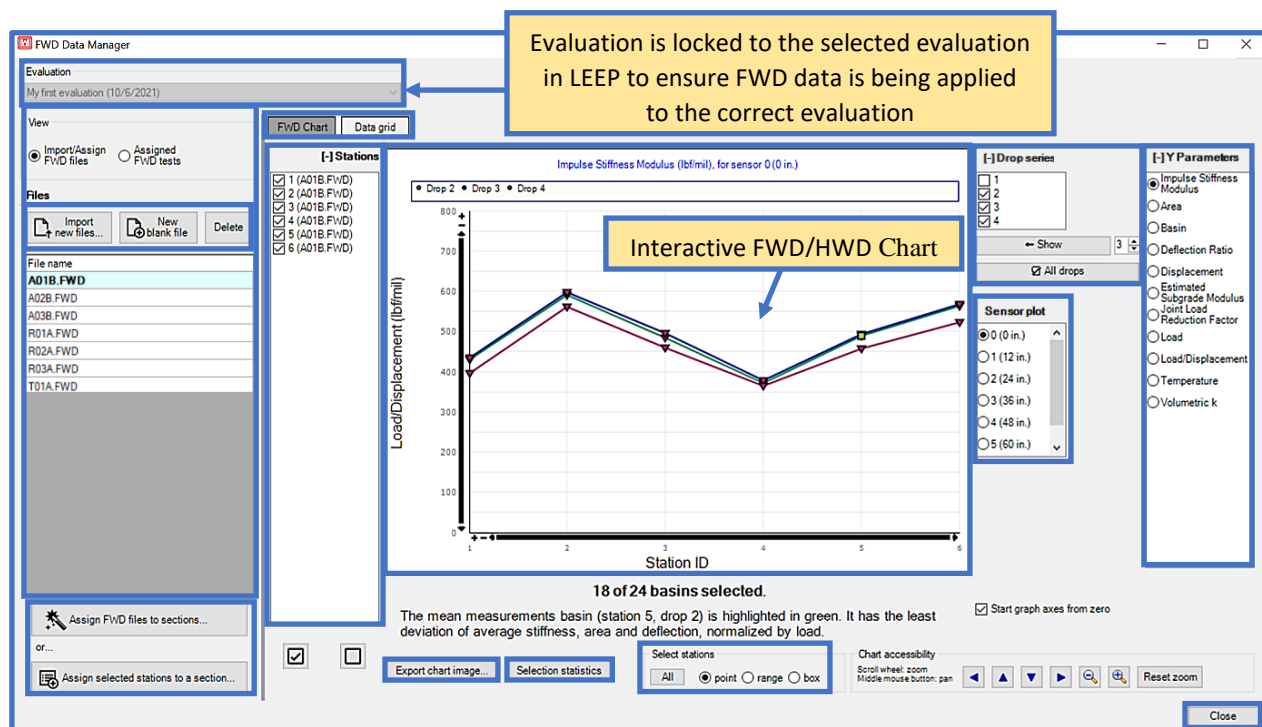 FWD Data Manager
Evaluation is locked to the selected evaluation
in LEEP to ensure FWD data is being applied
to the correct evaluation
Evaluation
My first evaluation (10/6/2021)
View
Import/Assign
FWD files
Assigned
FWD tests
Files
Import
new files...
New
blank file
Delete
File name
A01B.FWD
A02B.FWD
A03B.FWD
R01A.FWD
R02A.FWD
R03A.FWD
T01A.FWD
Assign FWD files to sections...
or...
Assign selected stations to a section...
FWD Chart
Data grid
[-] Stations
1 (A01B.FWD)
2 (A01B.FWD)
3 (A01B.FWD)
4 (A01B.FWD)
5 (A01B.FWD)
6 (A01B.FWD)
Impulse Stiffness Modulus (lbf/mil), for sensor 0 (0 in.)
Drop 2 Drop 3 Drop 4
Interactive FWD/HWD Chart
Load/Displacement (lbf/mil)
800
700
600
500
400
300
200
100
0
1 2 3 4 5 6
Station ID
[-] Drop series
1
2
3
4
← Show
3
All drops
Sensor plot
0 (0 in.)
1 (12 in.)
2 (24 in.)
3 (36 in.)
4 (48 in.)
5 (60 in.)
[-] Y Parameters
Impulse Stiffness
Modulus
Area
Basin
Deflection Ratio
Displacement
Estimated
Subgrade Modulus
Joint Load
Reduction Factor
Load
Load/Displacement
Temperature
Volumetric k
18 of 24 basins selected.
The mean measurements basin (station 5, drop 2) is highlighted in green. It has the least
deviation of average stiffness, area and deflection, normalized by load.
Start graph axes from zero
Export chart image...
Selection statistics
Select stations
All
point
range
box
Chart accessibility
Scroll wheel: zoom
Middle mouse button: pan
Reset zoom
Close